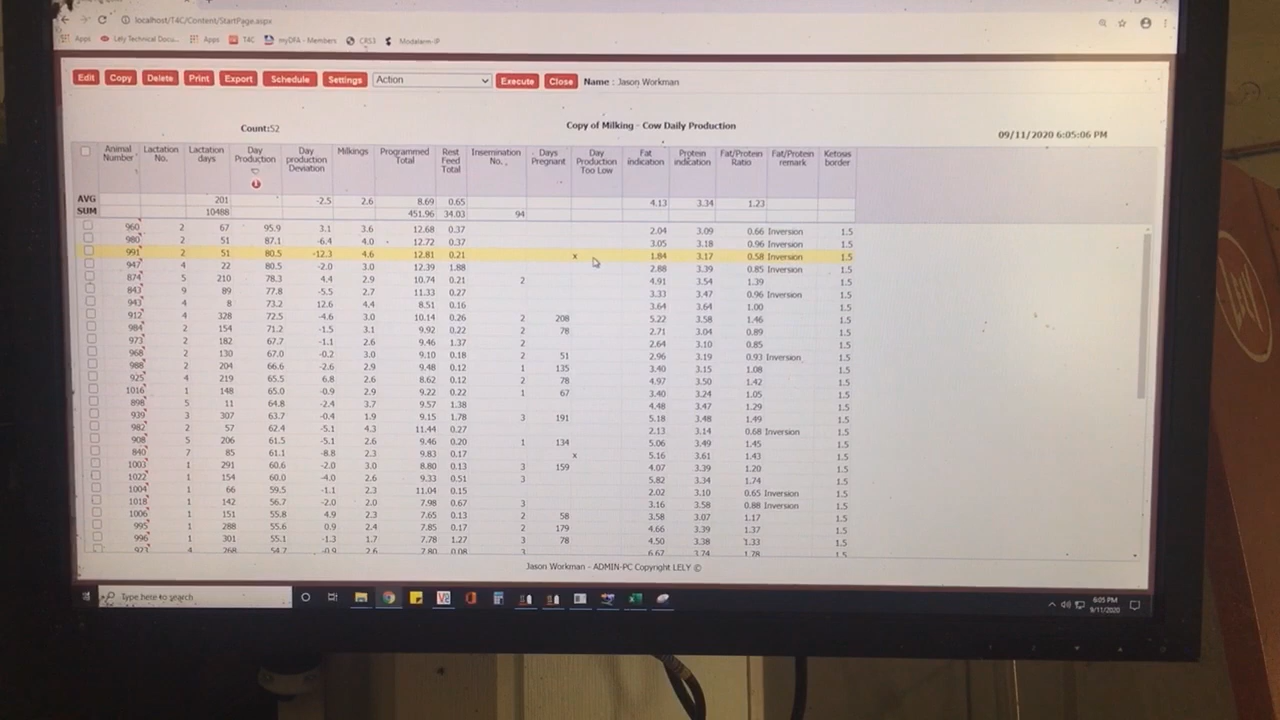 localhost/T4C/Content/StartPage.aspx
Apps Lely Technical Docu... Apps T4C myDFA - Members CRS3 Modalarm-IP
Edit Copy Delete Print Export Schedule Settings Action Execute Close Name : Jason Workman
Count:52 Copy of Milking - Cow Daily Production 09/11/2020 6:05:06 PM
Animal Number Lactation No. Lactation days Day Production Day production Deviation Milkings Programmed Total Rest Feed Total Insemination No. Days Pregnant Day Production Too Low Fat indication Protein indication Fat/Protein Ratio Fat/Protein remark Ketosis border
AVG 201 -2.5 2.6 8.69 0.65 4.13 3.34 1.23
SUM 10488 451.96 34.03 94
960 2 67 95.9 3.1 3.6 12.68 0.37 2.04 3.09 0.66 Inversion 1.5
980 2 51 87.1 -6.4 4.0 12.72 0.37 3.05 3.18 0.96 Inversion 1.5
991 2 51 80.5 -12.3 4.6 12.81 0.21 x 1.84 3.17 0.58 Inversion 1.5
947 4 22 80.5 -2.0 3.0 12.39 1.88 2.88 3.39 0.85 Inversion 1.5
874 5 210 78.3 4.4 2.9 10.74 0.21 2 4.91 3.54 1.39 1.5
843 9 89 77.8 -5.5 2.7 11.33 0.27 3.33 3.47 0.96 Inversion 1.5
943 4 8 73.2 12.6 4.4 8.51 0.16 3.64 3.64 1.00 1.5
912 4 328 72.5 -4.6 3.0 10.14 0.26 2 208 5.22 3.58 1.46 1.5
984 2 154 71.2 -1.5 3.1 9.92 0.22 2 78 2.71 3.04 0.89 1.5
973 2 182 67.7 -1.1 2.6 9.46 1.37 2 2.64 3.10 0.85 1.5
968 2 130 67.0 -0.2 3.0 9.10 0.18 2 51 2.96 3.19 0.93 Inversion 1.5
988 2 204 66.6 -2.6 2.9 9.48 0.12 1 135 3.40 3.15 1.08 1.5
925 4 219 65.5 6.8 2.6 8.62 0.12 2 78 4.97 3.50 1.42 1.5
1016 1 148 65.0 -0.9 2.9 9.22 0.22 1 67 3.40 3.24 1.05 1.5
898 5 11 64.8 -2.4 3.7 9.57 1.38 4.48 3.47 1.29 1.5
939 3 307 63.7 -0.4 1.9 9.15 1.78 3 191 5.18 3.48 1.49 1.5
982 2 57 62.4 -5.1 4.3 11.44 0.27 2.13 3.14 0.68 Inversion 1.5
908 5 206 61.5 -5.1 2.6 9.46 0.20 1 134 5.06 3.49 1.45 1.5
840 7 85 61.1 -8.8 2.3 9.83 0.17 x 5.16 3.61 1.43 1.5
1003 1 291 60.6 -2.0 3.0 8.80 0.13 3 159 4.07 3.39 1.20 1.5
1022 1 154 60.0 -4.0 2.6 9.33 0.51 3 5.82 3.34 1.74 1.5
1004 1 66 59.5 -1.1 2.3 11.04 0.15 2.02 3.10 0.65 Inversion 1.5
1018 1 142 56.7 -2.0 2.0 7.98 0.67 3 3.16 3.58 0.88 Inversion 1.5
1006 1 151 55.8 4.9 2.3 7.65 0.13 2 58 3.58 3.07 1.17 1.5
995 1 288 55.6 0.9 2.4 7.85 0.17 2 179 4.66 3.39 1.37 1.5
996 1 301 55.1 -1.3 1.7 7.78 1.27 3 78 4.50 3.38 1.33 1.5
4 268 54.7 -0.9 2.6 7.80 0.08 3 6.67 3.74 1.78 1.5
Jason Workman - ADMIN-PC Copyright LELY ©
Type here to search
6:05 PM
9/11/2020